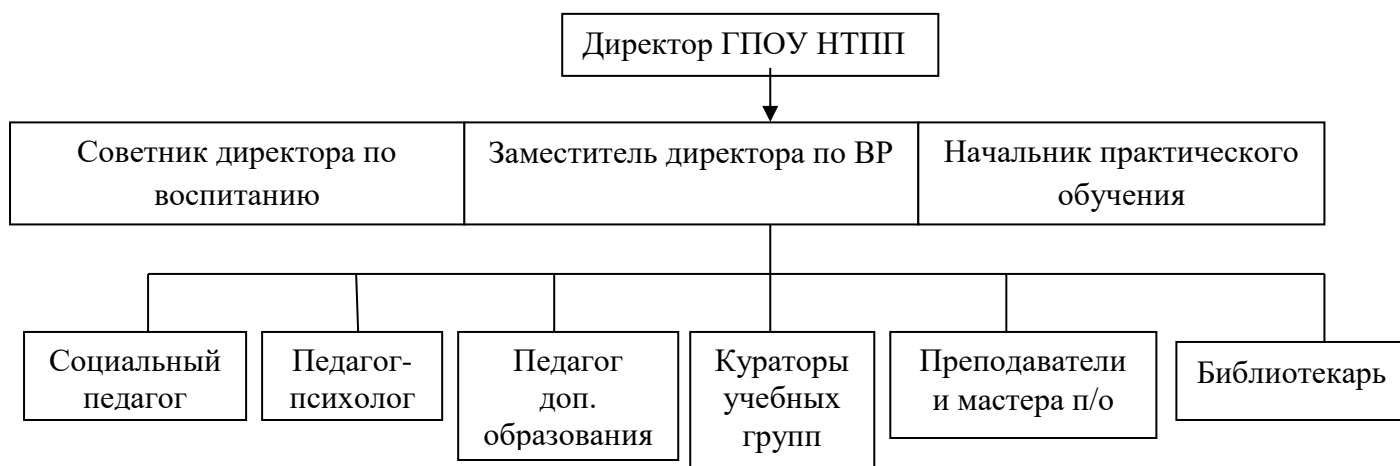 Директор ГПОУ НТПП
Советник директора по
воспитанию
Заместитель директора по ВР
Начальник практического
обучения
Социальный
педагог
Педагог-
психолог
Педагог
доп.
образования
Кураторы
учебных
групп
Преподаватели
и мастера п/о
Библиотекарь